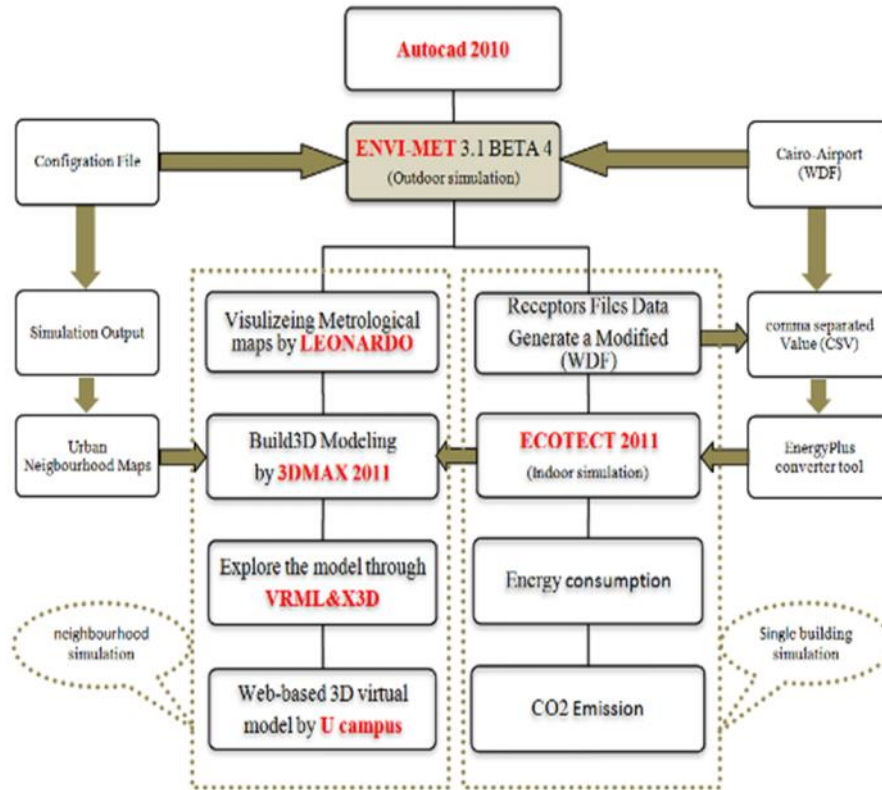 Autocad 2010
ENVI-MET 3.1 BETA 4
(Outdoor simulation)
Configration File
Cairo-Airport
(WDF)
Simulation Output
Visulizeing Metrological
maps by LEONARDO
Receptors Files Data
Generate a Modified
(WDF)
comma separated
Value (CSV)
Urban
Neigbourhood Maps
Build3D Modeling
by 3DMAX 2011
ECOTECT 2011
(Indoor simulation)
EnergyPlus
converter tool
Explore the model through
VRML&X3D
Energy consumption
neighbourhood
simulation
Single building
simulation
Web-based 3D virtual
model by U campus
CO2 Emission